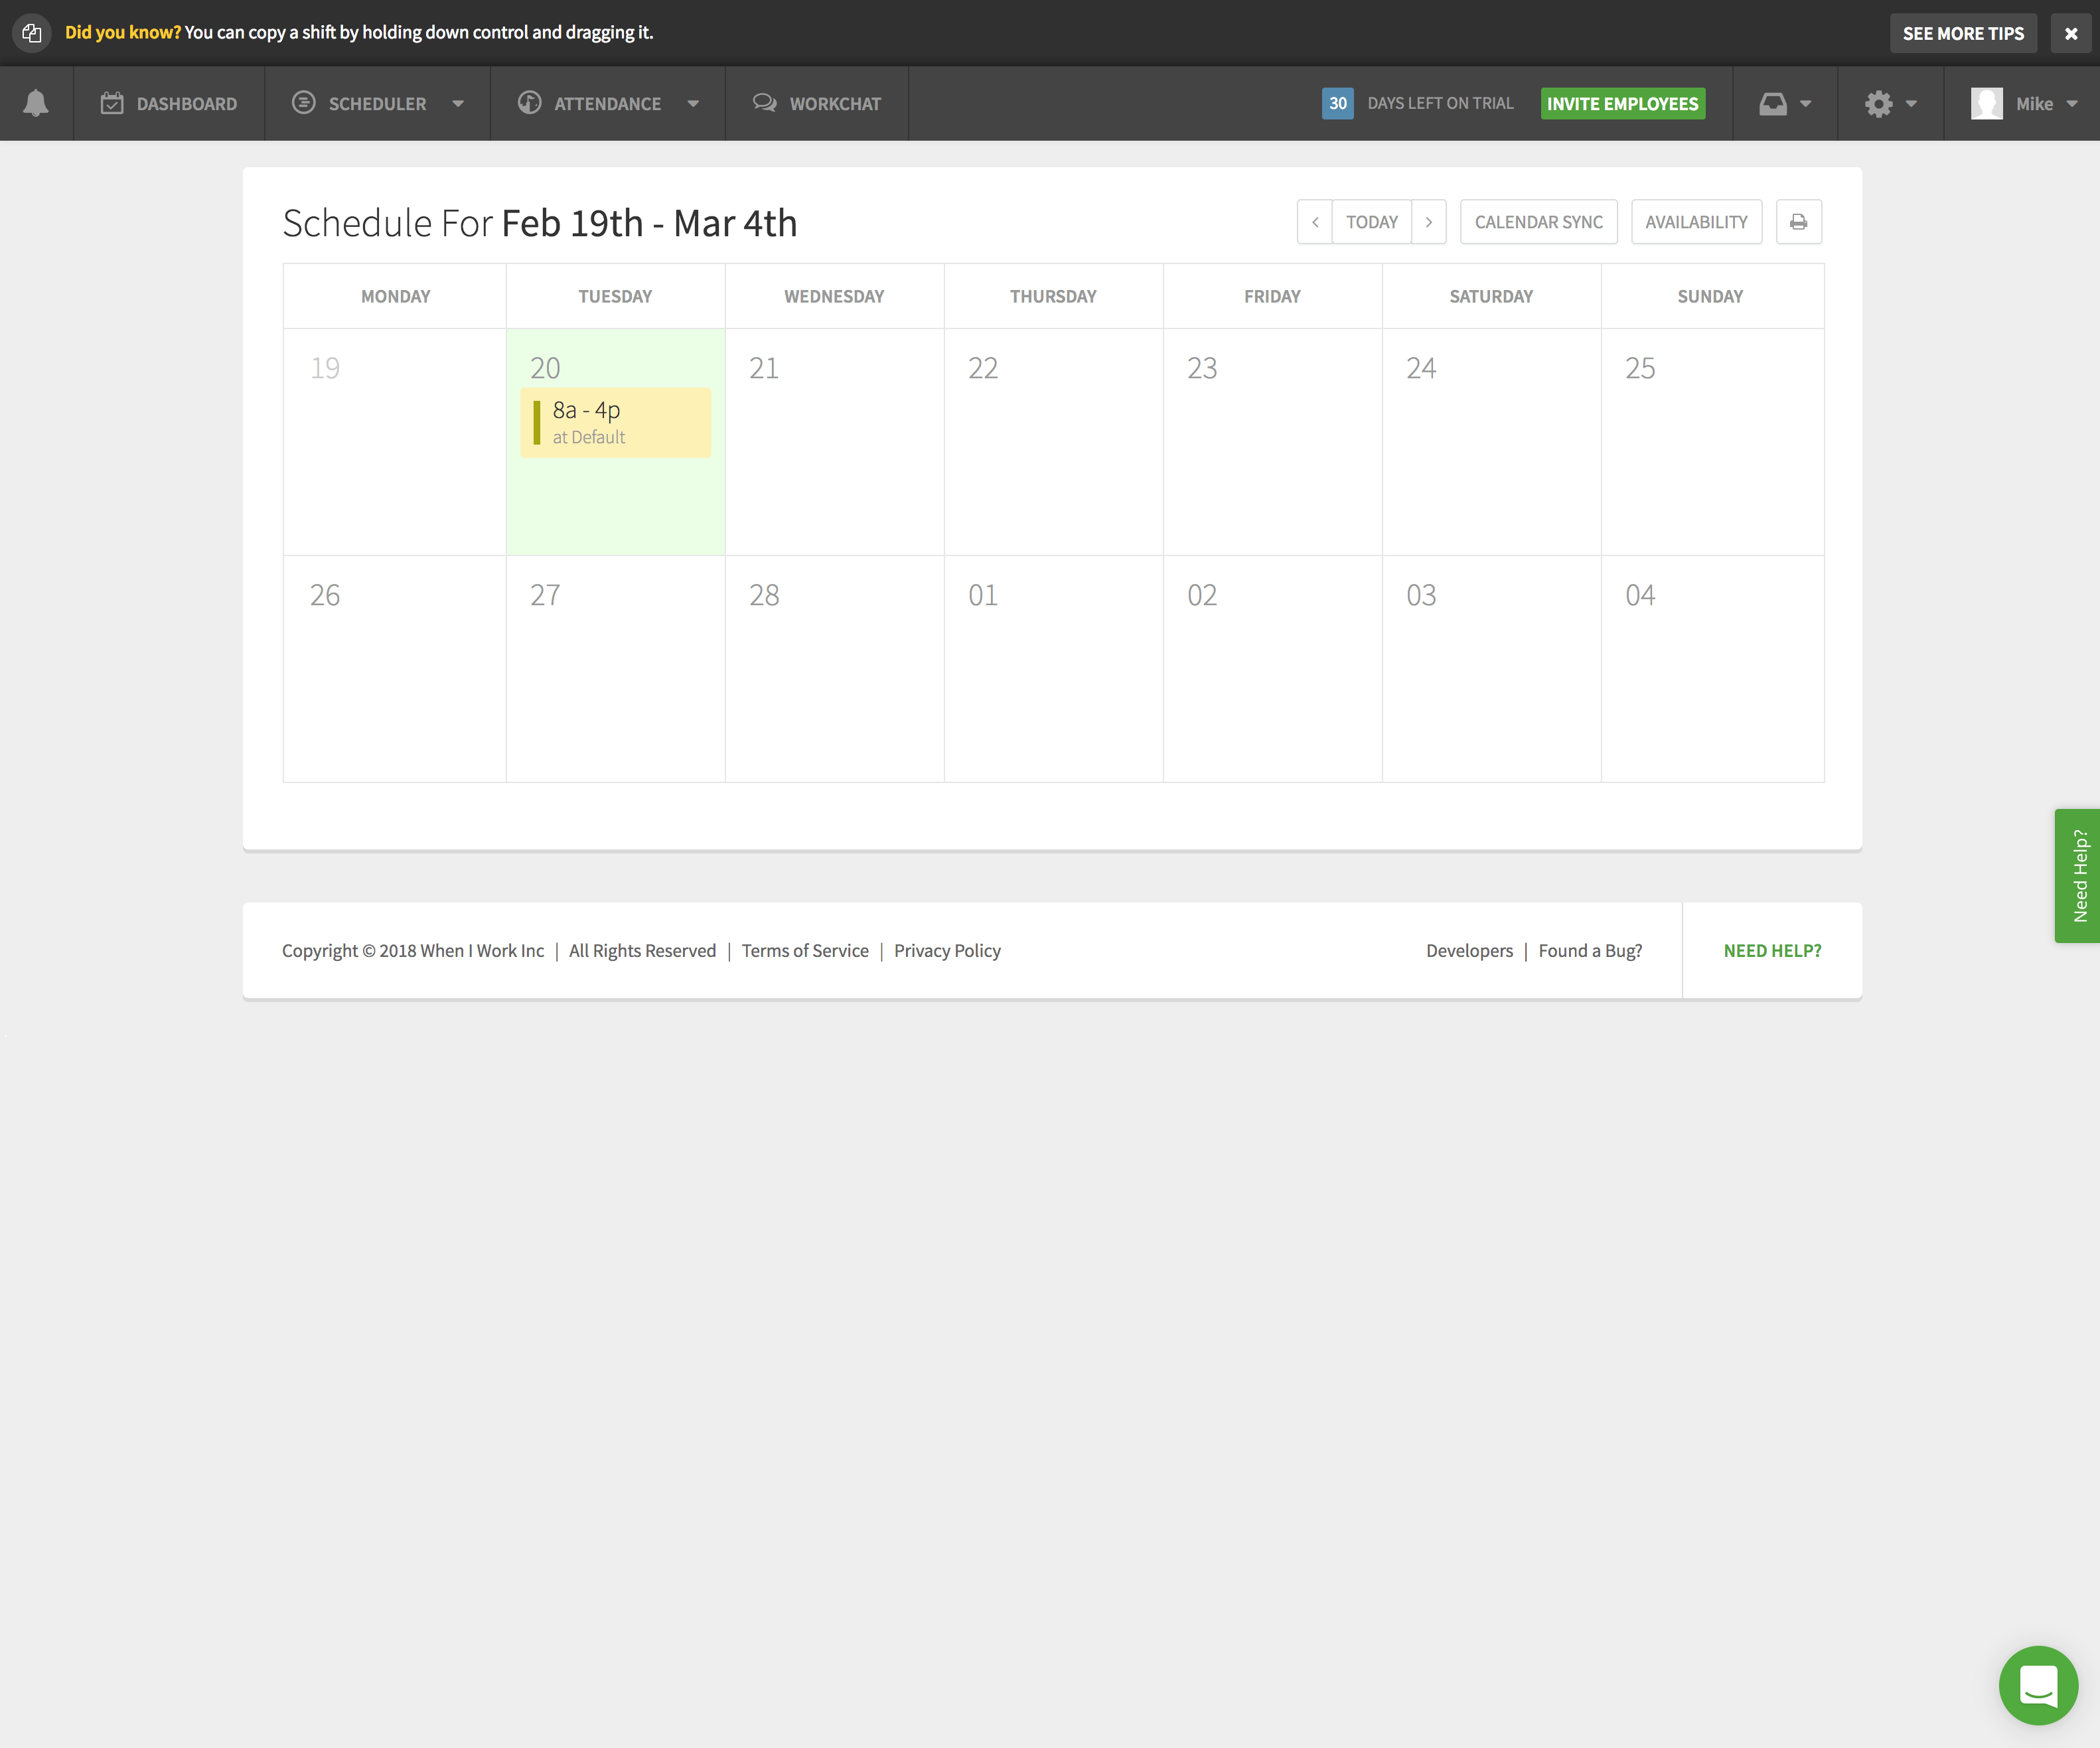 Did you know? You can copy a shift by holding down control and dragging it.
SEE MORE TIPS
DASHBOARD
SCHEDULER
ATTENDANCE
WORKCHAT
30 DAYS LEFT ON TRIAL
INVITE EMPLOYEES
Mike
Schedule For Feb 19th - Mar 4th
TODAY
CALENDAR SYNC
AVAILABILITY
MONDAY TUESDAY WEDNESDAY THURSDAY FRIDAY SATURDAY SUNDAY
19 20 21 22 23 24 25
8a - 4p
at Default
26 27 28 01 02 03 04
Need Help?
Copyright © 2018 When I Work Inc | All Rights Reserved | Terms of Service | Privacy Policy
Developers | Found a Bug?
NEED HELP?